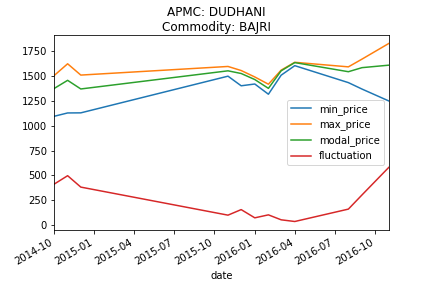 APMC: DUDHANI
Commodity: BAJRI
1750
1500
1250
1000
750
500
250
0
min_price
max_price
modal_price
fluctuation
2014-10
2015-01
2015-04
2015-07
2015-10
2016-01
2016-04
2016-07
2016-10
date